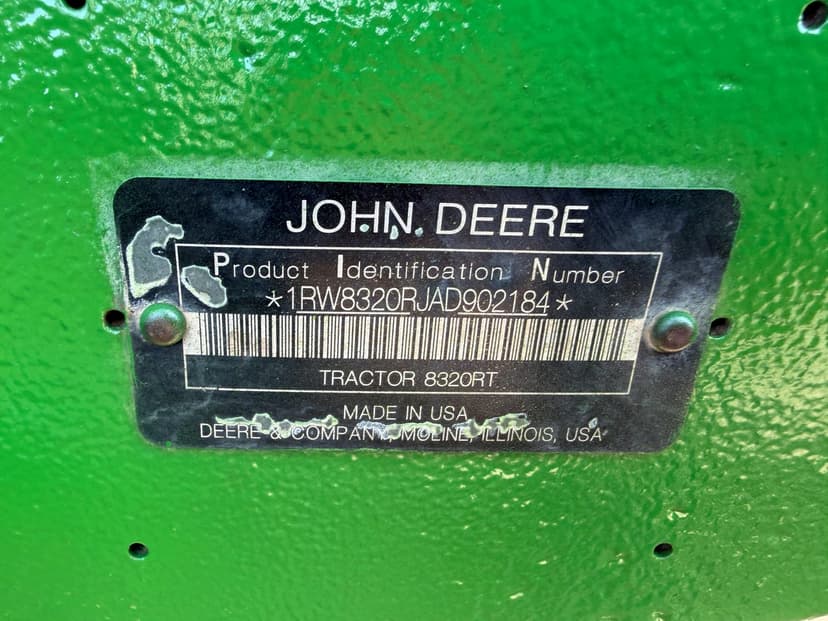 JOHN DEERE
Product Identification Number
*1RW8320RJAD902184*
TRACTOR 8320RT
MADE IN USA
DEERE & COMPANY, MOLINE, ILLINOIS, USA